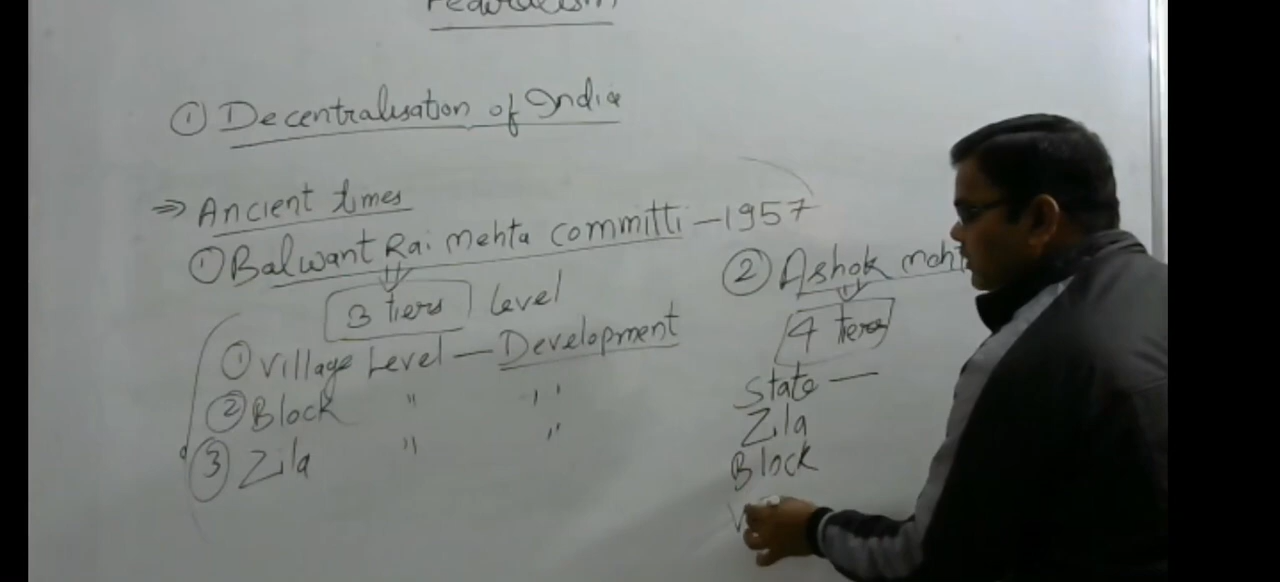 Federalism
① Decentralisation of India
⇒ Ancient times
① Balwant Rai mehta committi – 1957
3 tiers level
① Village Level — Development
② Block " "
③ Zila " "
② Ashok
4 tiers
State —
Zila
Block